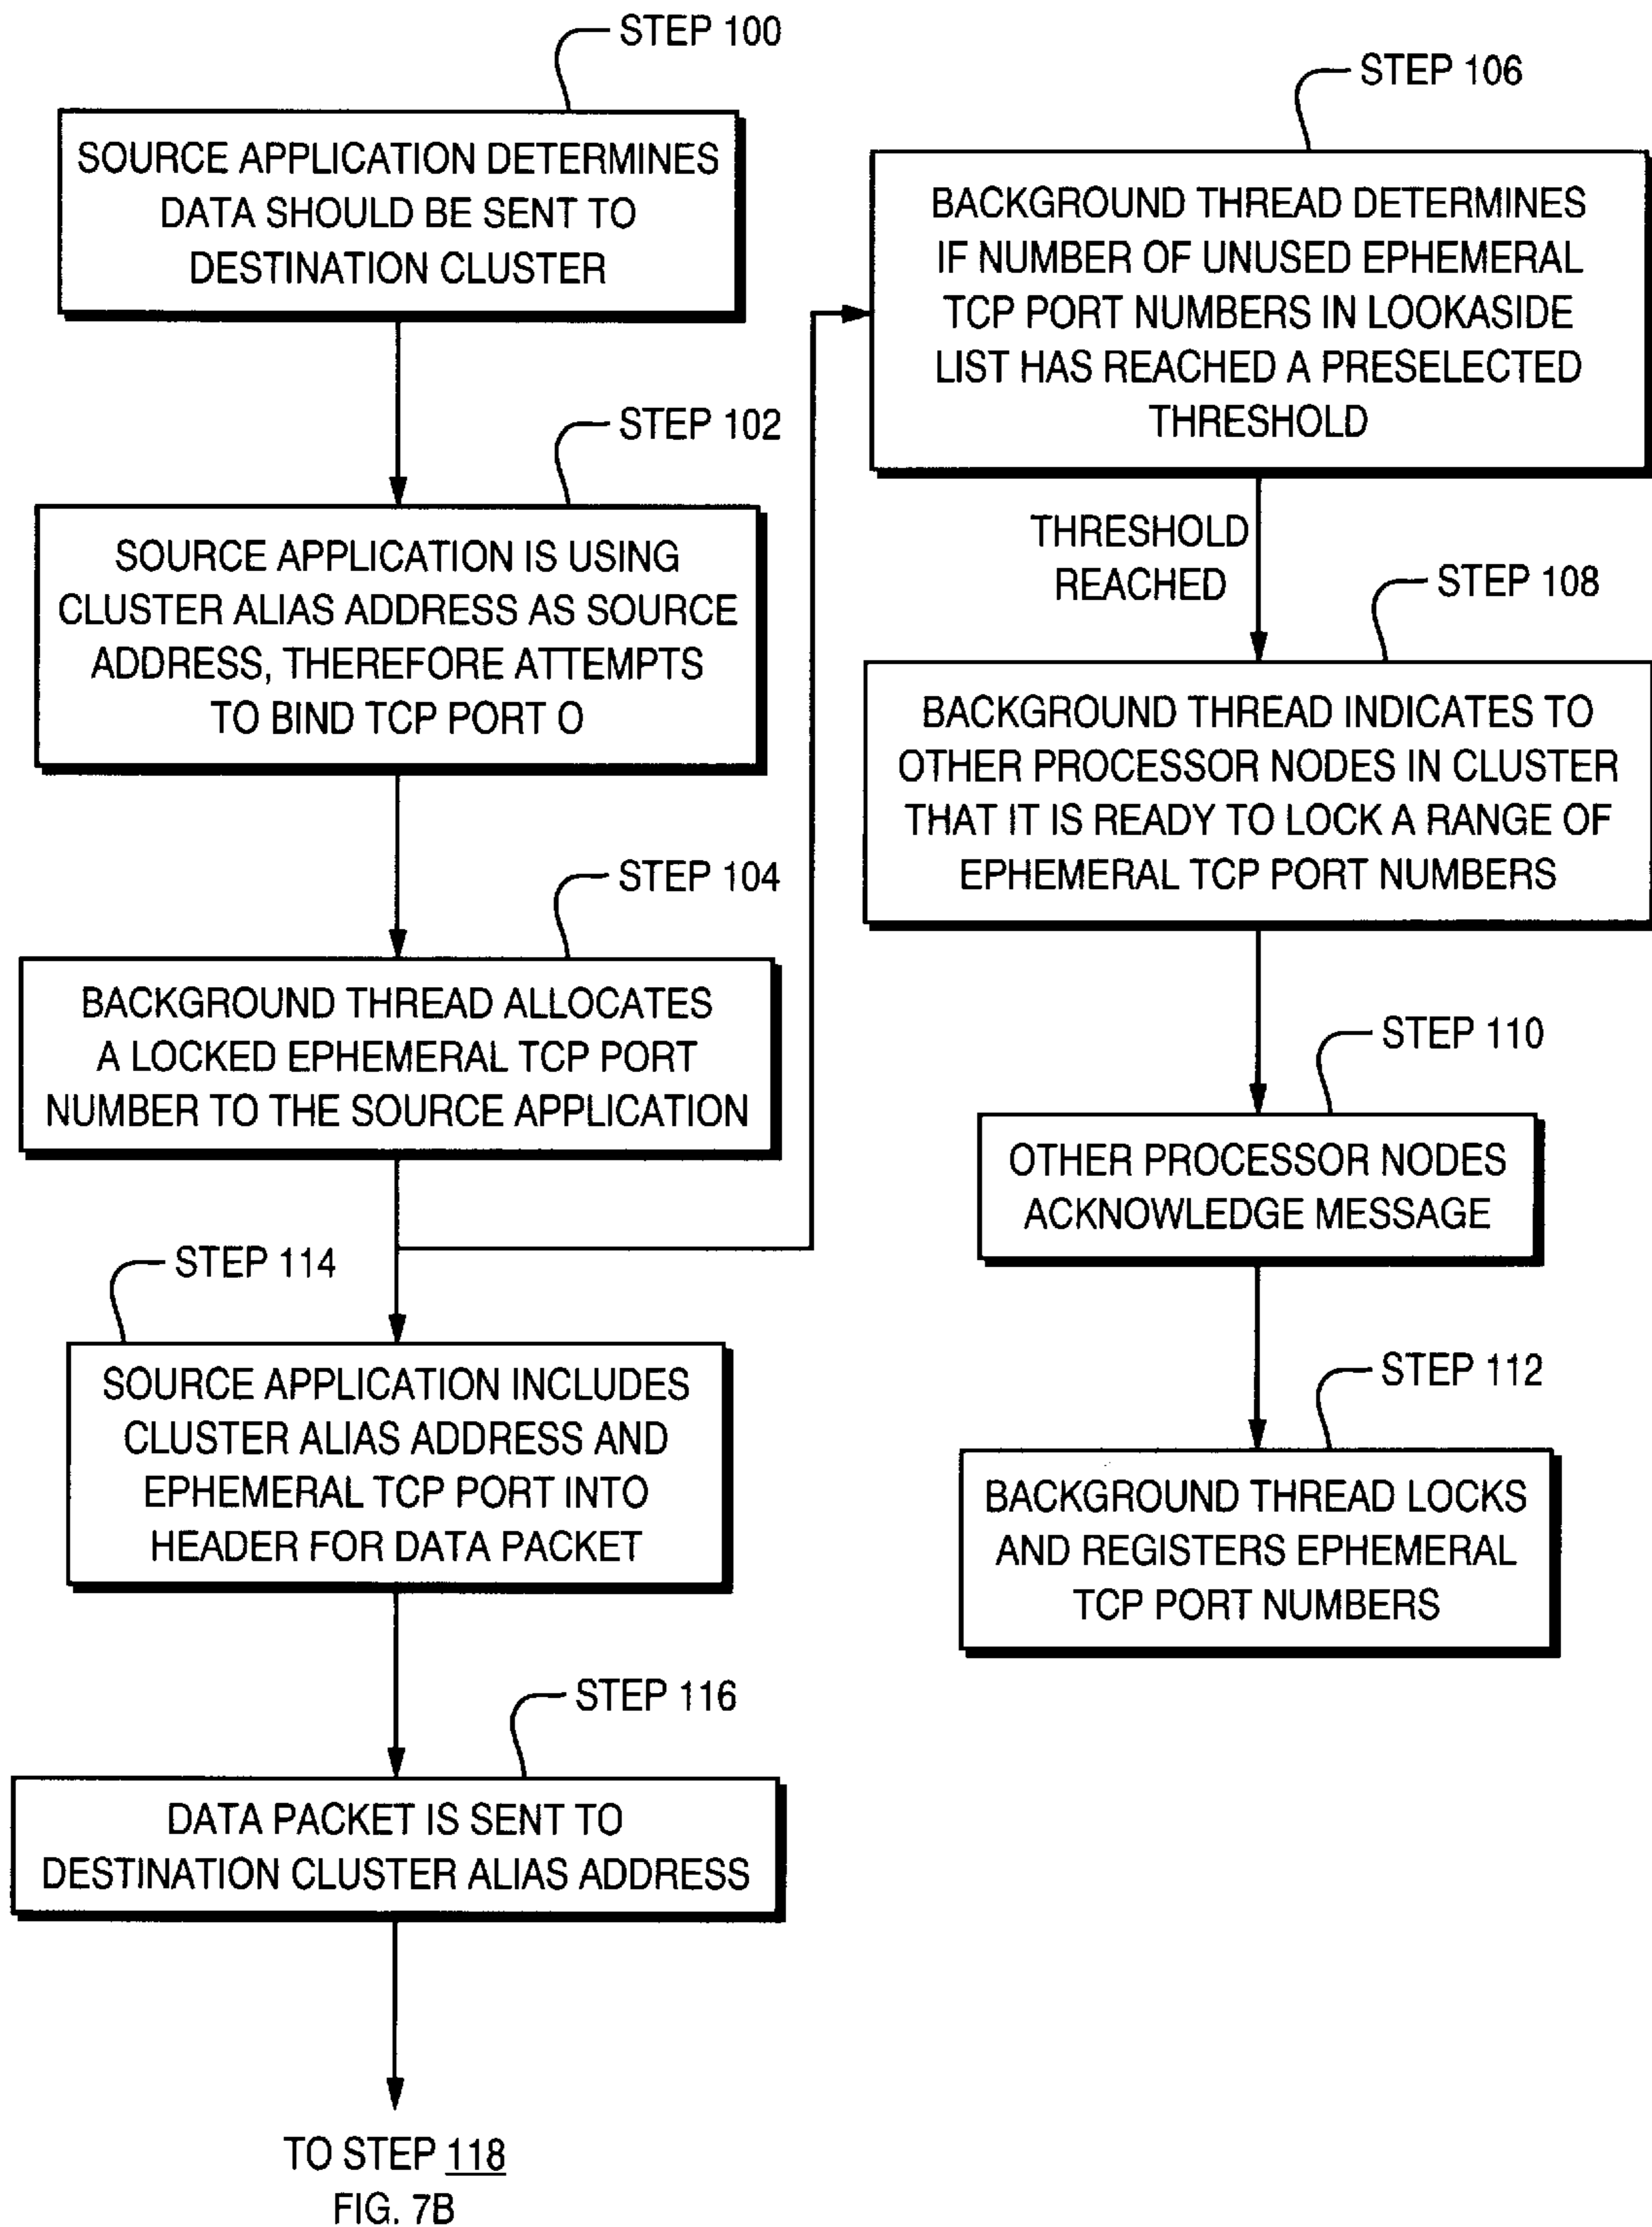 STEP 100
SOURCE APPLICATION DETERMINES
DATA SHOULD BE SENT TO
DESTINATION CLUSTER
STEP 102
SOURCE APPLICATION IS USING
CLUSTER ALIAS ADDRESS AS SOURCE
ADDRESS, THEREFORE ATTEMPTS
TO BIND TCP PORT O
STEP 104
BACKGROUND THREAD ALLOCATES
A LOCKED EPHEMERAL TCP PORT
NUMBER TO THE SOURCE APPLICATION
STEP 114
SOURCE APPLICATION INCLUDES
CLUSTER ALIAS ADDRESS AND
EPHEMERAL TCP PORT INTO
HEADER FOR DATA PACKET
STEP 116
DATA PACKET IS SENT TO
DESTINATION CLUSTER ALIAS ADDRESS
TO STEP 118
FIG. 7B
STEP 106
BACKGROUND THREAD DETERMINES
IF NUMBER OF UNUSED EPHEMERAL
TCP PORT NUMBERS IN LOOKASIDE
LIST HAS REACHED A PRESELECTED
THRESHOLD
THRESHOLD
REACHED
STEP 108
BACKGROUND THREAD INDICATES TO
OTHER PROCESSOR NODES IN CLUSTER
THAT IT IS READY TO LOCK A RANGE OF
EPHEMERAL TCP PORT NUMBERS
STEP 110
OTHER PROCESSOR NODES
ACKNOWLEDGE MESSAGE
STEP 112
BACKGROUND THREAD LOCKS
AND REGISTERS EPHEMERAL
TCP PORT NUMBERS